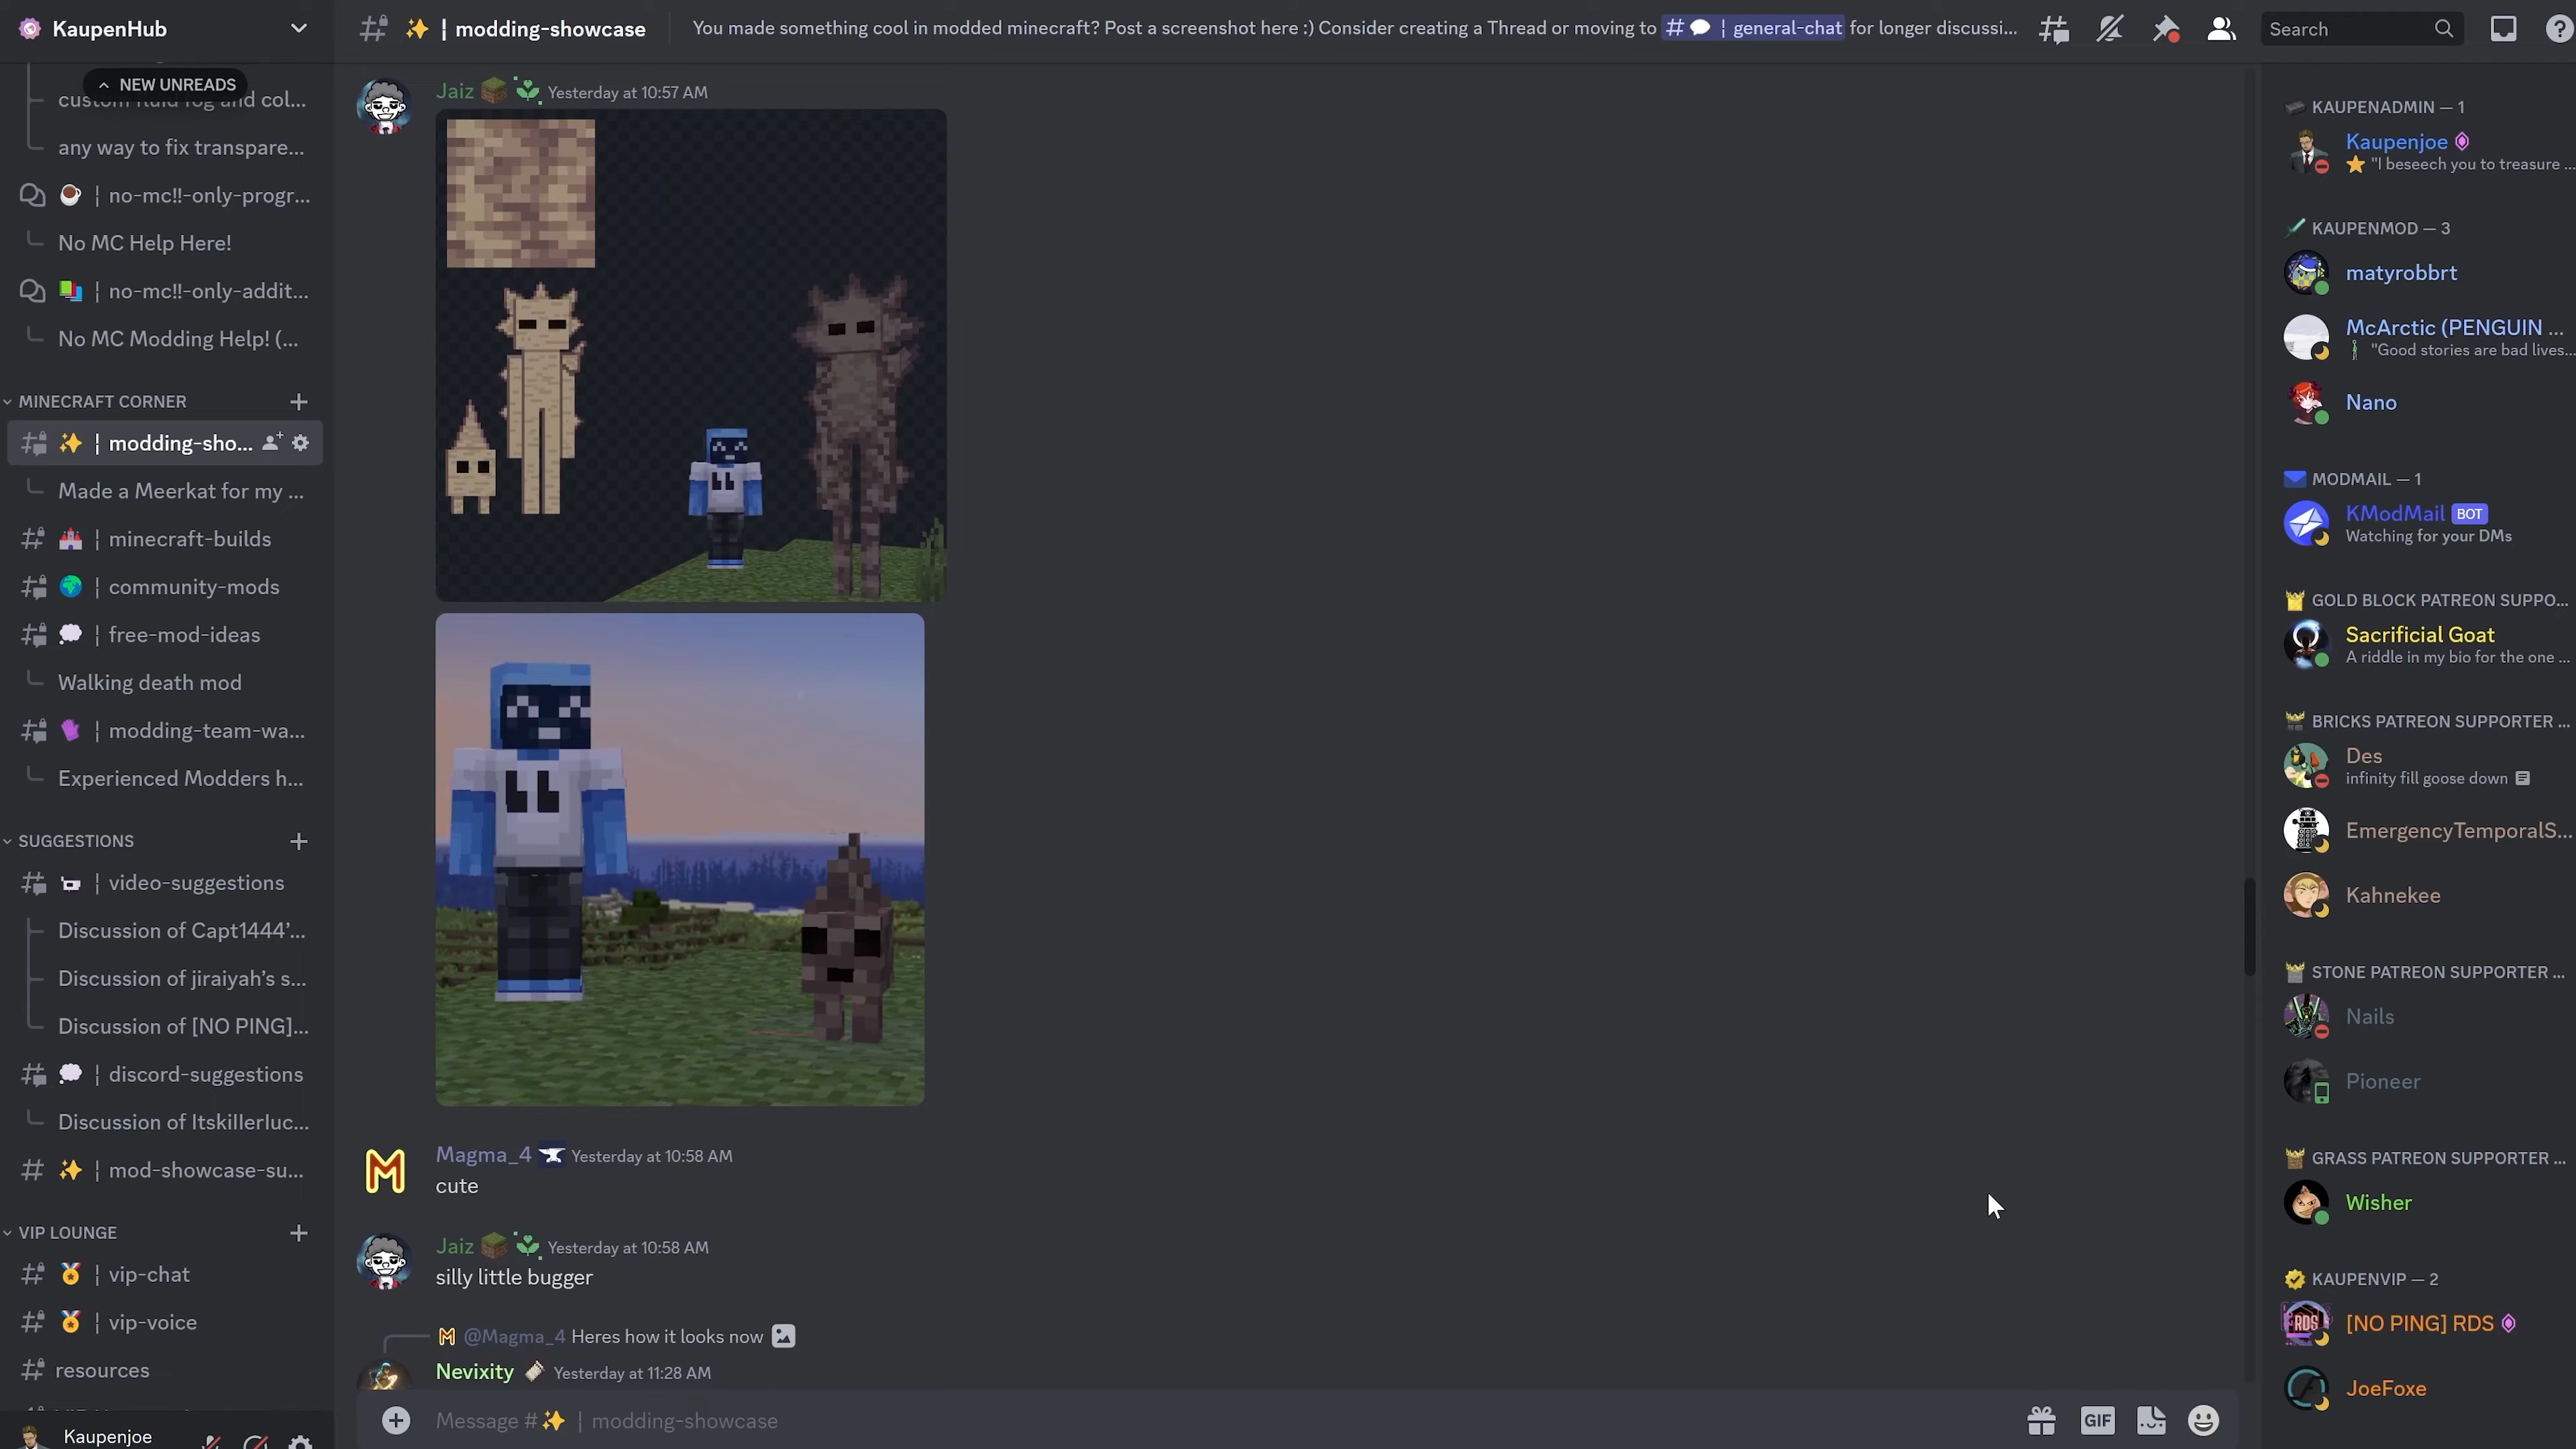 KaupenHub
NEW UNREADS
custom fluid fog and col...
any way to fix transpare...
| no-mc!!-only-progr...
No MC Help Here!
| no-mc!!-only-addit...
No MC Modding Help! (...
MINECRAFT CORNER
| modding-sho...
Made a Meerkat for my ...
| minecraft-builds
| community-mods
| free-mod-ideas
Walking death mod
| modding-team-wa...
Experienced Modders h...
SUGGESTIONS
| video-suggestions
Discussion of Capt1444’...
Discussion of jiraiyah’s s...
Discussion of [NO PING]...
| discord-suggestions
Discussion of Itskillerluc...
| mod-showcase-su...
VIP LOUNGE
| vip-chat
| vip-voice
resources
Kaupenjoe
✨ | modding-showcase
You made something cool in modded minecraft? Post a screenshot here :) Consider creating a Thread or moving to # 💬 | general-chat for longer discussi...
Search
Jaiz Yesterday at 10:57 AM
Magma_4 Yesterday at 10:58 AM
cute
Jaiz Yesterday at 10:58 AM
silly little bugger
@Magma_4 Heres how it looks now
Nevixity Yesterday at 11:28 AM
Message #✨ | modding-showcase
GIF
KAUPENADMIN — 1
Kaupenjoe
"I beseech you to treasure ...
KAUPENMOD — 3
matyrobbrt
McArctic (PENGUIN ...
"Good stories are bad lives...
Nano
MODMAIL — 1
KModMail BOT
Watching for your DMs
GOLD BLOCK PATREON SUPPO...
Sacrificial Goat
A riddle in my bio for the one ...
BRICKS PATREON SUPPORTER ...
Des
infinity fill goose down
EmergencyTemporalS...
Kahnekee
STONE PATREON SUPPORTER ...
Nails
Pioneer
GRASS PATREON SUPPORTER ...
Wisher
KAUPENVIP — 2
RDS
[NO PING] RDS
JoeFoxe